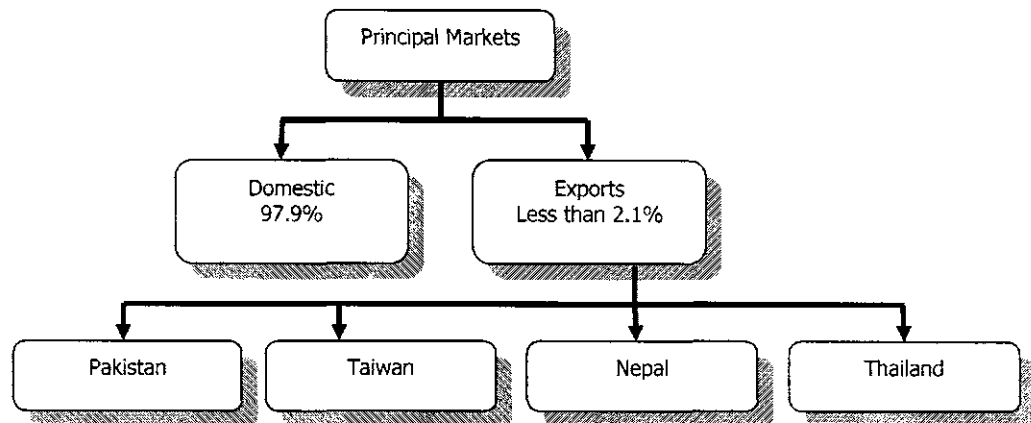 Principal Markets
Domestic
97.9%
Exports
Less than 2.1%
Pakistan
Taiwan
Nepal
Thailand